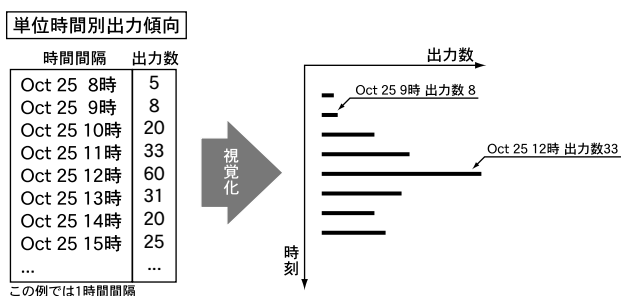 単位時間別出力傾向
時間間隔 出力数
Oct 25 8時 5
Oct 25 9時 8
Oct 25 10時 20
Oct 25 11時 33
Oct 25 12時 60
Oct 25 13時 31
Oct 25 14時 20
Oct 25 15時 25
... ...
この例では1時間間隔
視覚化
出力数
Oct 25 9時 出力数 8
Oct 25 12時 出力数33
時刻